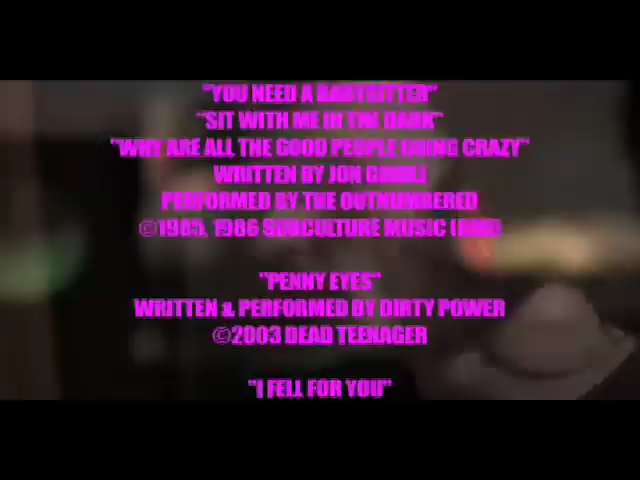 "YOU NEED A BABYSITTER"
"SIT WITH ME IN THE DARK"
"WHY ARE ALL THE GOOD PEOPLE GOING CRAZY"
WRITTEN BY JON
PERFORMED BY THE OUTNUMBERED
©1985, 1986 SUBCULTURE MUSIC
"PENNY EYES"
WRITTEN & PERFORMED BY DIRTY POWER
©2003 DEAD TEENAGER
"I FELL FOR YOU"